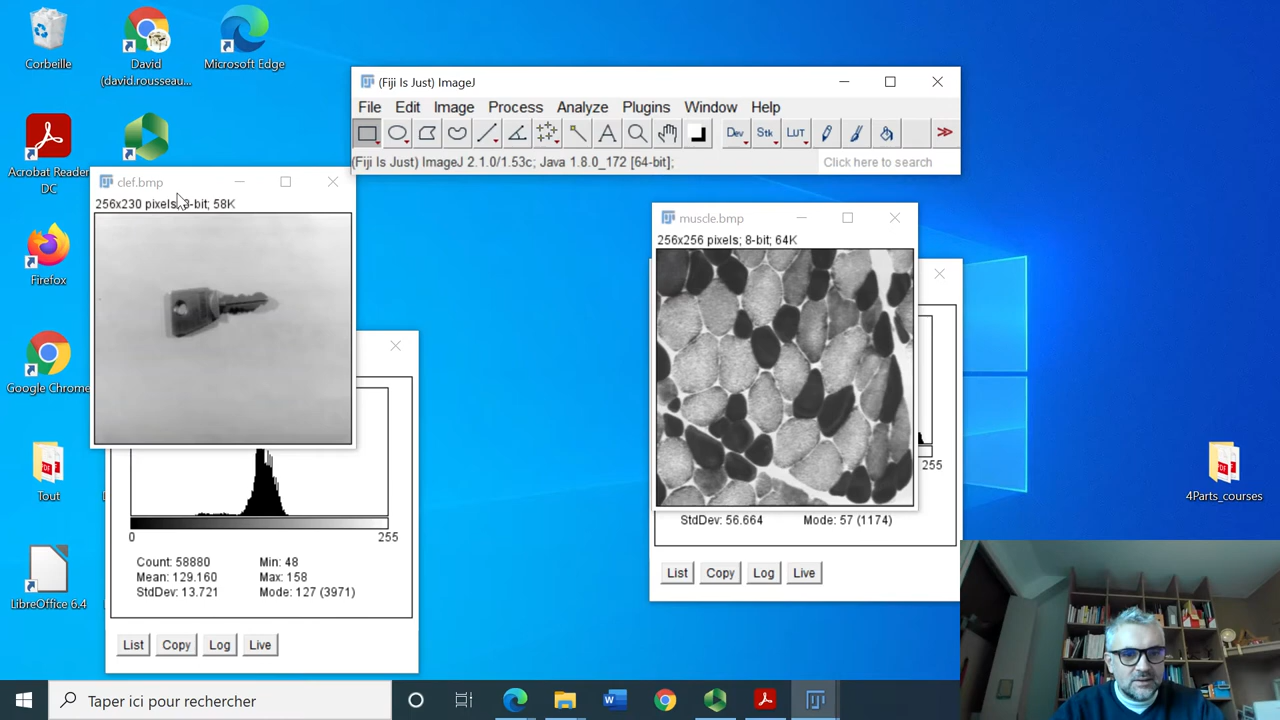 Corbeille
David
(david.rousseau...
Microsoft Edge
(Fiji Is Just) ImageJ
File Edit Image Process Analyze Plugins Window Help
Dev Stk LUT
(Fiji Is Just) ImageJ 2.1.0/1.53c; Java 1.8.0_172 [64-bit];
Click here to search
Acrobat Reader
DC
clef.bmp
256x230 pixels; 8-bit; 58K
muscle.bmp
256x256 pixels; 8-bit; 64K
Firefox
Google Chrome
Tout
LibreOffice 6.4
0 255
Count: 58880 Min: 48
Mean: 129.160 Max: 158
StdDev: 13.721 Mode: 127 (3971)
List Copy Log Live
255
StdDev: 56.664 Mode: 57 (1174)
List Copy Log Live
PDF
4Parts_courses
Taper ici pour rechercher